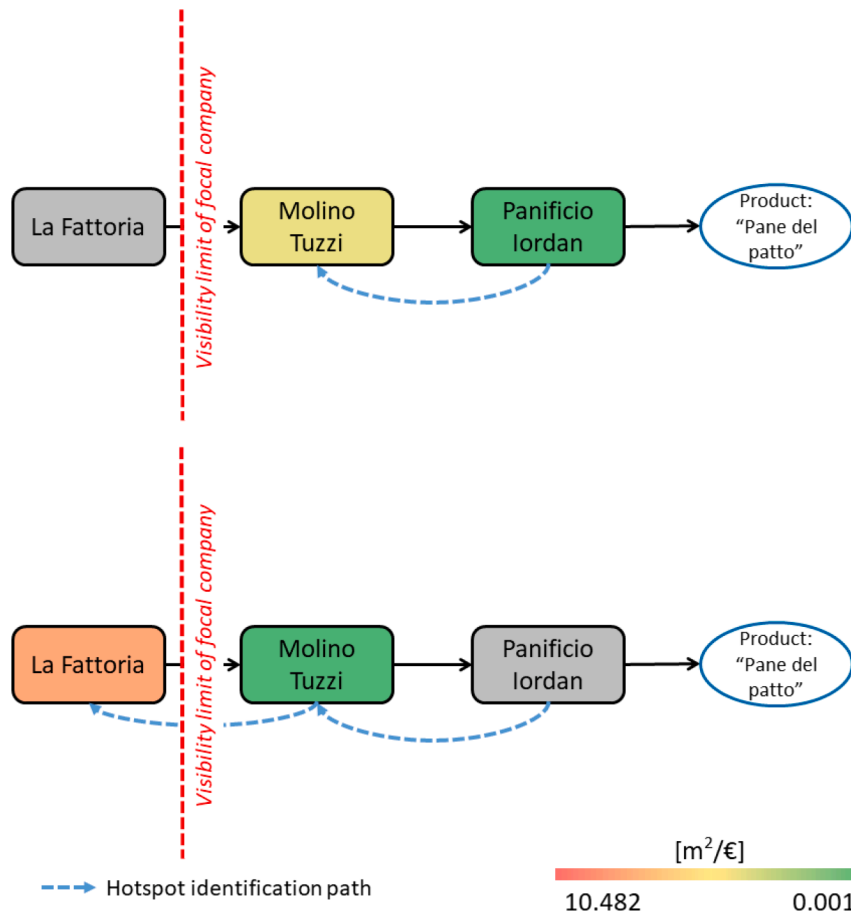 Visibility limit of focal company
La Fattoria
Molino
Tuzzi
Panificio
Iordan
Product:
“Pane del
patto”
Visibility limit of focal company
La Fattoria
Molino
Tuzzi
Panificio
Iordan
Product:
“Pane del
patto”
Hotspot identification path
[m²/€]
10.482
0.001